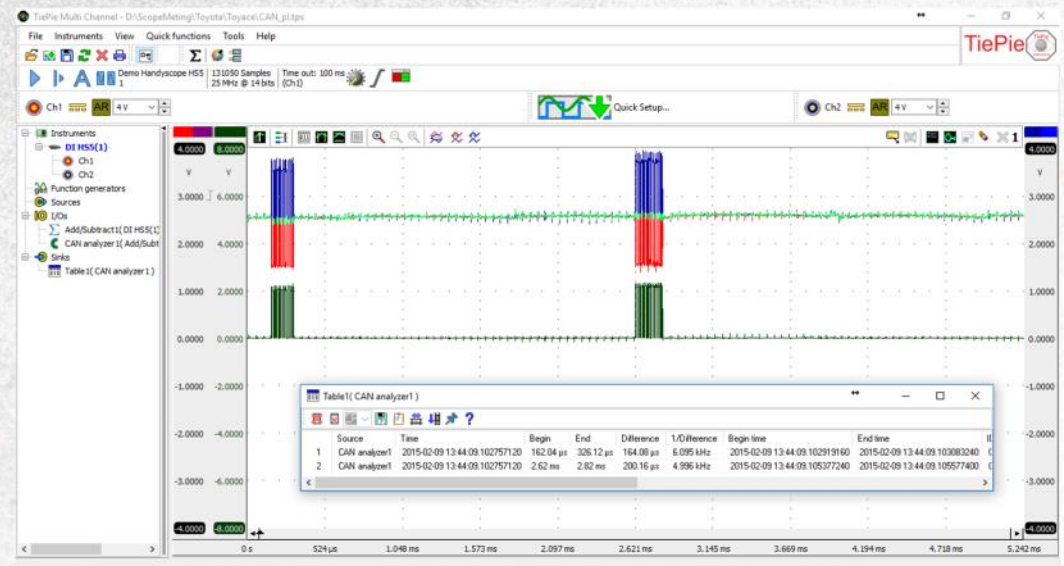 TiePie Multi Channel - D:\ScopeMeting\Toyota\Toyace\CAN_pl.tps
File Instruments View Quick functions Tools Help
TiePie
Demo Handyscope HS5 131050 Samples Time out: 100 ms
1 25 MHz @ 14 bits (Ch1)
Ch1 AR 4 V Quick Setup... Ch2 AR 4 V
Instruments
DI HS5(1)
Ch1
Ch2
Function generators
Sources
I/Os
Add/Subtract1( DI HS5(1)
CAN analyzer1( Add/Subt
Sinks
Table1( CAN analyzer1 )
1
4.0000 8.0000 4.0000
V V V
3.0000 6.0000 3.0000
2.0000 4.0000 2.0000
1.0000 2.0000 1.0000
0.0000 0.0000 0.0000
-1.0000 -2.0000 -1.0000
-2.0000 -4.0000 -2.0000
-3.0000 -6.0000 -3.0000
-4.0000 -8.0000 -4.0000
Table1( CAN analyzer1 )
Source Time Begin End Difference 1/Difference Begin time End time
1 CAN analyzer1 2015-02-09 13:44:09.102757120 162.04 µs 326.12 µs 164.08 µs 6.095 kHz 2015-02-09 13:44:09.102919160 2015-02-09 13:44:09.103083240
2 CAN analyzer1 2015-02-09 13:44:09.102757120 2.62 ms 2.82 ms 200.16 µs 4.996 kHz 2015-02-09 13:44:09.105377240 2015-02-09 13:44:09.105577400
0 s 524 µs 1.048 ms 1.573 ms 2.097 ms 2.621 ms 3.145 ms 3.669 ms 4.194 ms 4.718 ms 5.242 ms